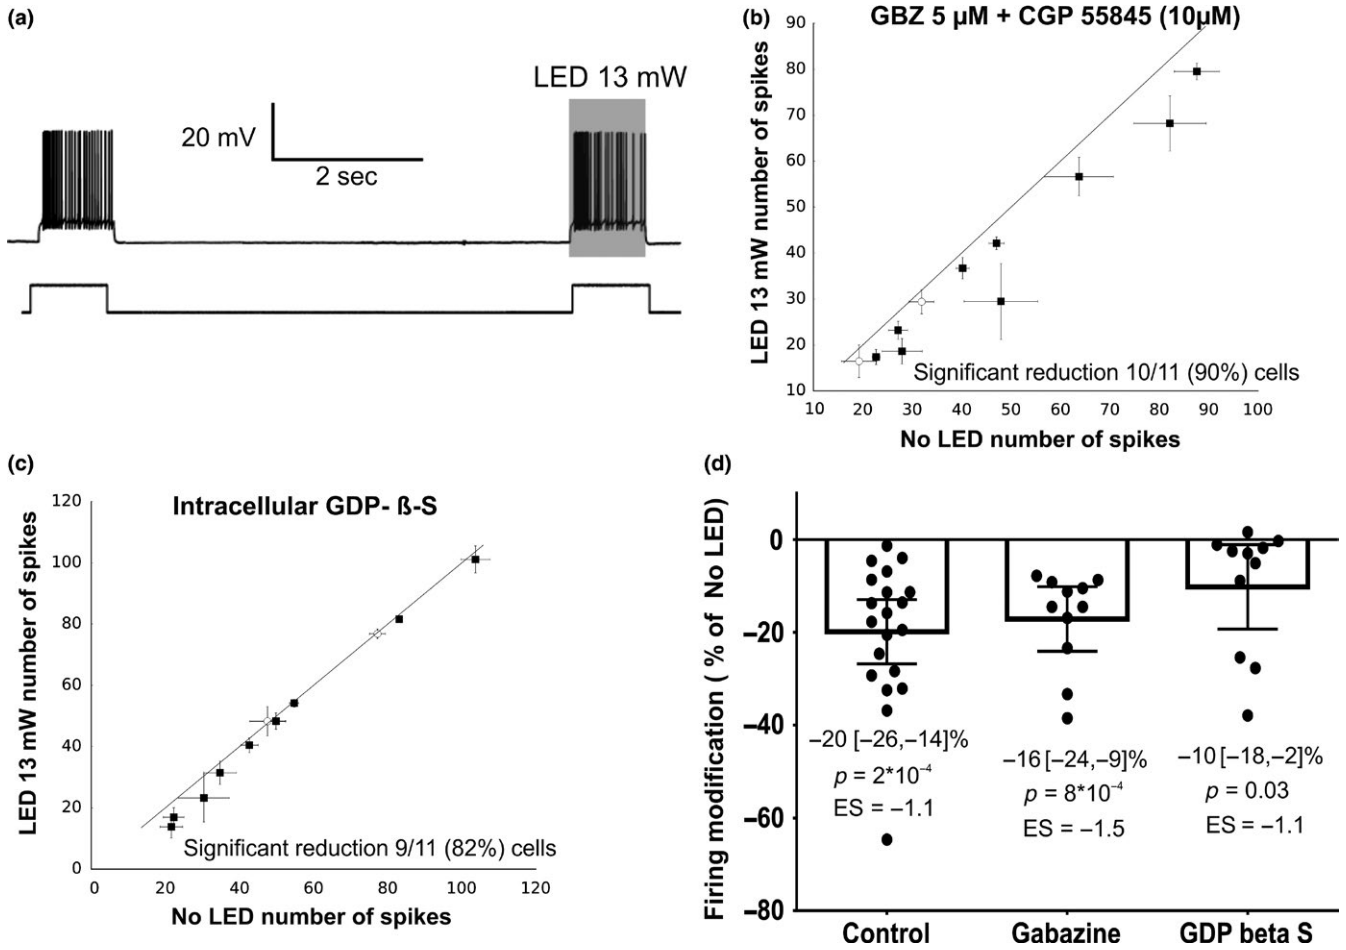 (a)
LED 13 mW
20 mV
2 sec
(b)
GBZ 5 µM + CGP 55845 (10µM)
LED 13 mW number of spikes
90
80
70
60
50
40
30
20
10
Significant reduction 10/11 (90%) cells
10 20 30 40 50 60 70 80 90 100
No LED number of spikes
(c)
Intracellular GDP- ß-S
LED 13 mW number of spikes
120
100
80
60
40
20
0
Significant reduction 9/11 (82%) cells
0 20 40 60 80 100 120
No LED number of spikes
(d)
Firing modification ( % of No LED)
0
–20
–40
–60
–80
–20 [–26,–14]%
p = 2*10⁻⁴
ES = –1.1
–16 [–24,–9]%
p = 8*10⁻⁴
ES = –1.5
–10 [–18,–2]%
p = 0.03
ES = –1.1
Control Gabazine GDP beta S